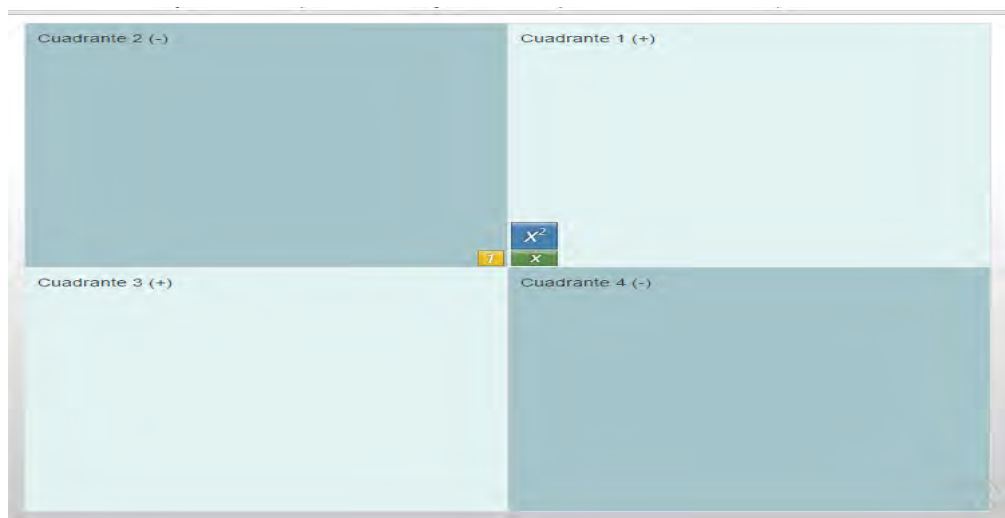 Cuadrante 2 (-)
Cuadrante 1 (+)
x²
1
x
Cuadrante 3 (+)
Cuadrante 4 (-)